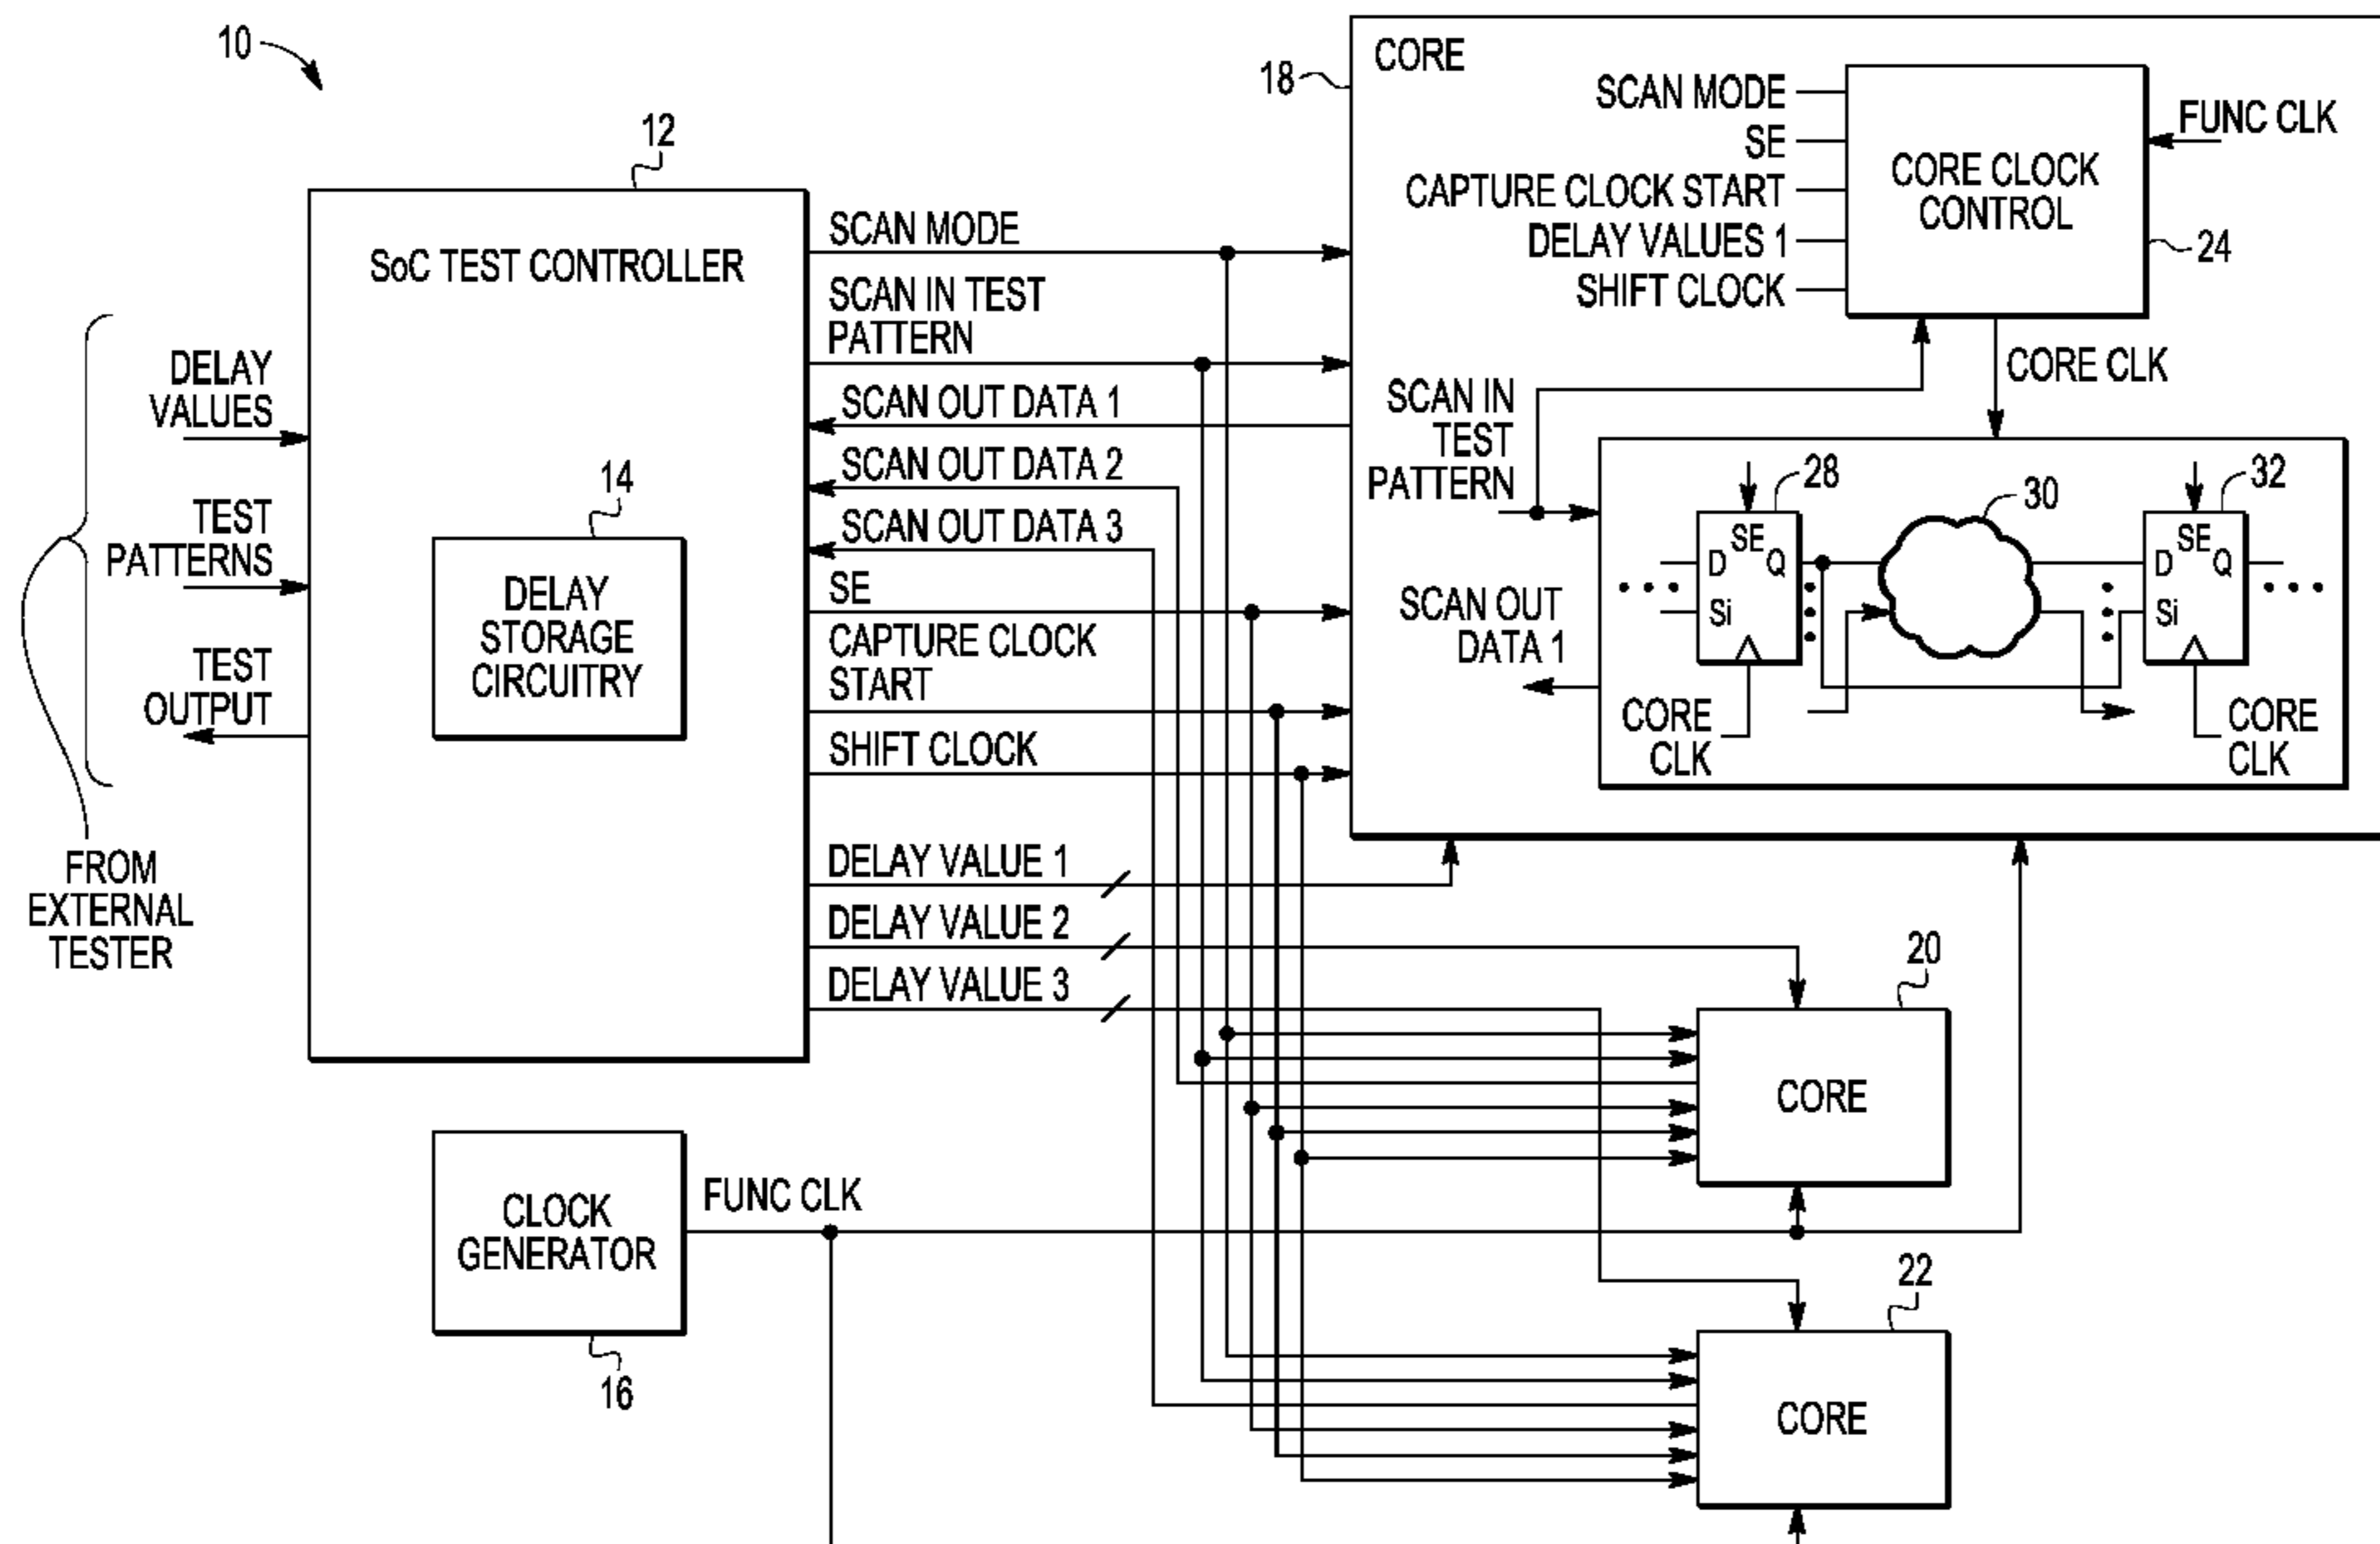 10
12
SoC TEST CONTROLLER
14
DELAY
STORAGE
CIRCUITRY
DELAY
VALUES
TEST
PATTERNS
TEST
OUTPUT
FROM
EXTERNAL
TESTER
SCAN MODE
SCAN IN TEST
PATTERN
SCAN OUT DATA 1
SCAN OUT DATA 2
SCAN OUT DATA 3
SE
CAPTURE CLOCK
START
SHIFT CLOCK
DELAY VALUE 1
DELAY VALUE 2
DELAY VALUE 3
18
CORE
SCAN MODE
SE
CAPTURE CLOCK START
DELAY VALUES 1
SHIFT CLOCK
CORE CLOCK
CONTROL
FUNC CLK
24
CORE CLK
SCAN IN
TEST
PATTERN
SCAN OUT
DATA 1
28
D
SE
Q
Si
CORE
CLK
30
32
D
SE
Q
Si
CORE
CLK
20
CORE
22
CORE
CLOCK
GENERATOR
FUNC CLK
16